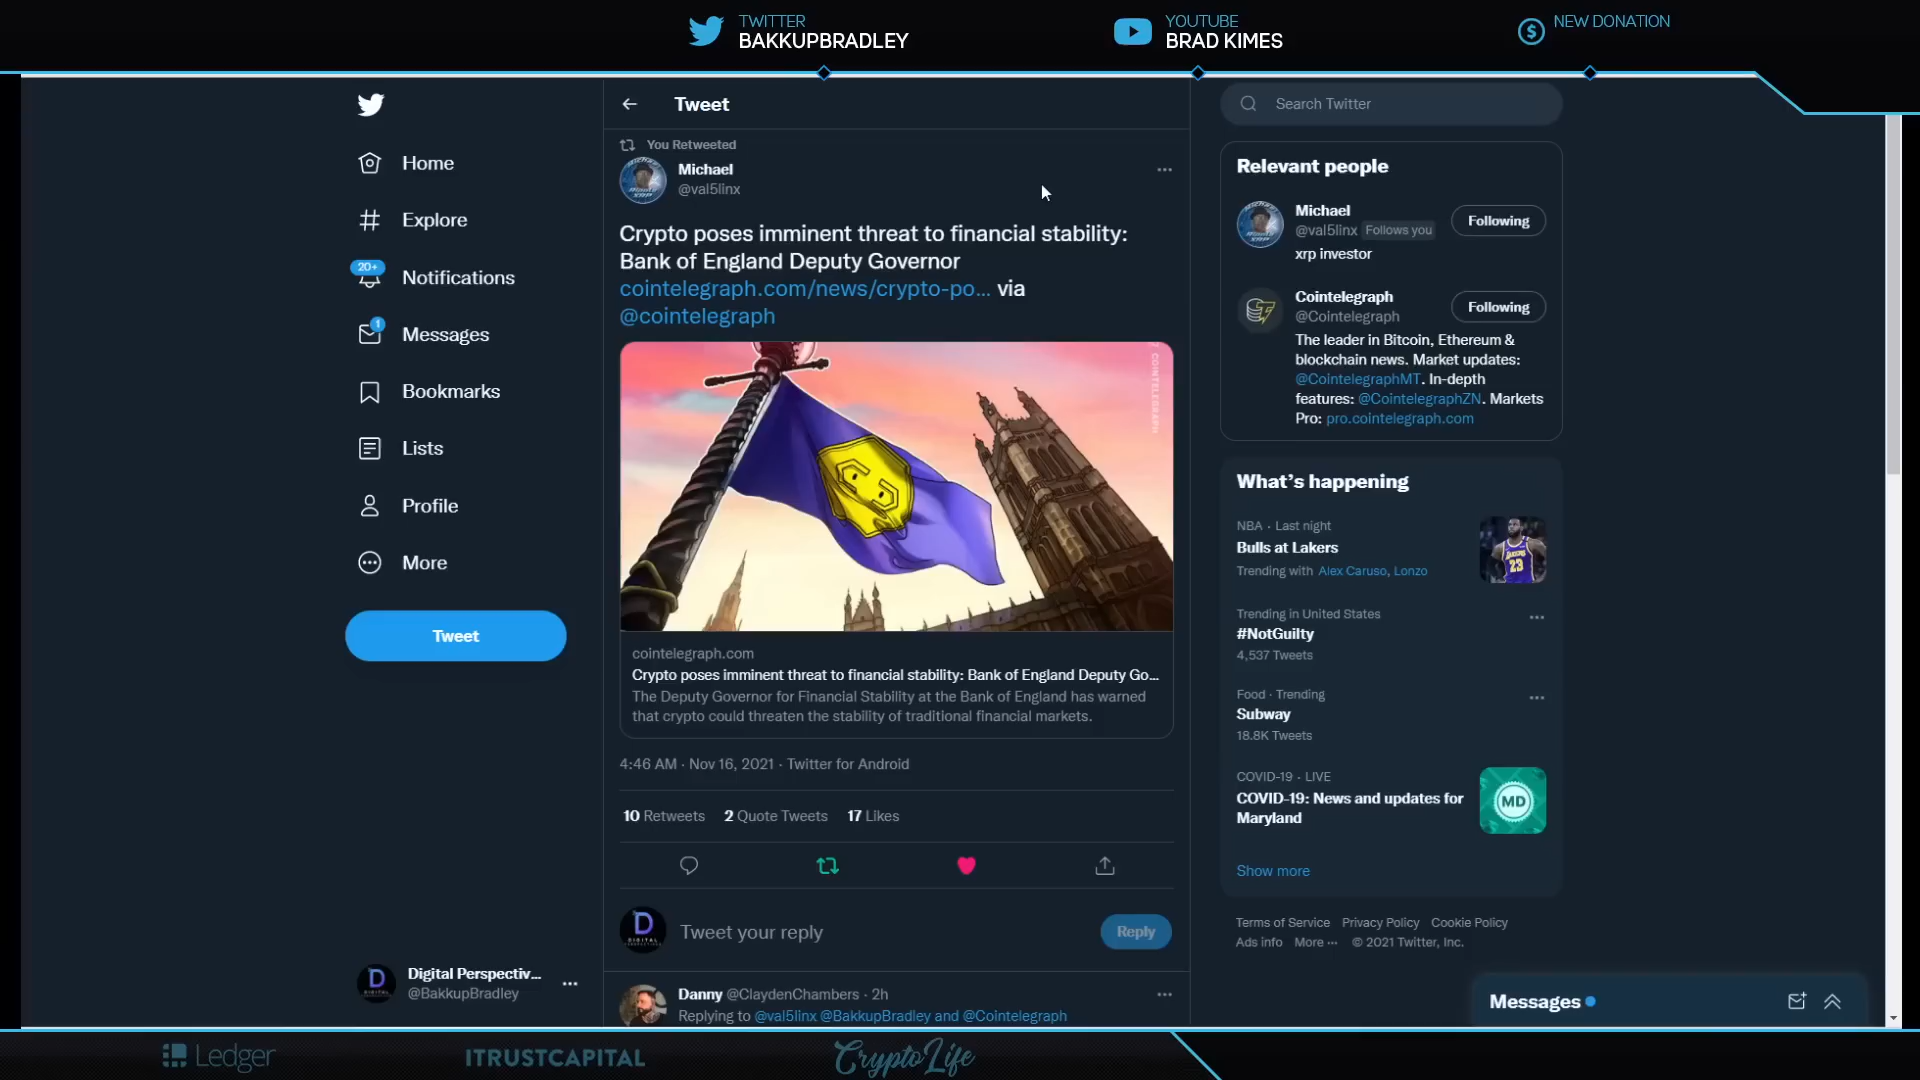 TWITTER
BAKKUPBRADLEY
YOUTUBE
BRAD KIMES
NEW DONATION
Home
Explore
20+
Notifications
1
Messages
Bookmarks
Lists
Profile
More
Tweet
Digital Perspectiv...
@BakkupBradley
Tweet
You Retweeted
Michael
@val5linx
Crypto poses imminent threat to financial stability:
Bank of England Deputy Governor
cointelegraph.com/news/crypto-po... via
@cointelegraph
COINTELEGRAPH
cointelegraph.com
Crypto poses imminent threat to financial stability: Bank of England Deputy Go...
The Deputy Governor for Financial Stability at the Bank of England has warned
that crypto could threaten the stability of traditional financial markets.
4:46 AM · Nov 16, 2021 · Twitter for Android
10 Retweets 2 Quote Tweets 17 Likes
D
DIGITAL
Tweet your reply
Reply
Danny @ClaydenChambers · 2h
Replying to @val5linx @BakkupBradley and @Cointelegraph
Search Twitter
Relevant people
Michael
@val5linx Follows you
Following
xrp investor
Cointelegraph
@Cointelegraph
Following
The leader in Bitcoin, Ethereum &
blockchain news. Market updates:
@CointelegraphMT. In-depth
features: @CointelegraphZN. Markets
Pro: pro.cointelegraph.com
What's happening
NBA · Last night
Bulls at Lakers
Trending with Alex Caruso, Lonzo
LAKERS
23
Trending in United States
#NotGuilty
4,537 Tweets
Food · Trending
Subway
18.8K Tweets
COVID-19 · LIVE
COVID-19: News and updates for
Maryland
MD
Show more
Terms of Service Privacy Policy Cookie Policy
Ads info More ··· © 2021 Twitter, Inc.
Messages
Ledger
ITRUSTCAPITAL
CryptoLife